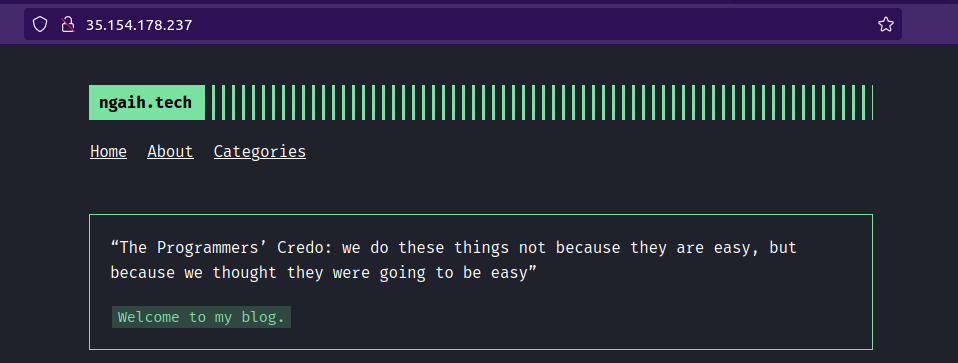 35.154.178.237
ngaih.tech
Home About Categories
“The Programmers’ Credo: we do these things not because they are easy, but
because we thought they were going to be easy”
Welcome to my blog.